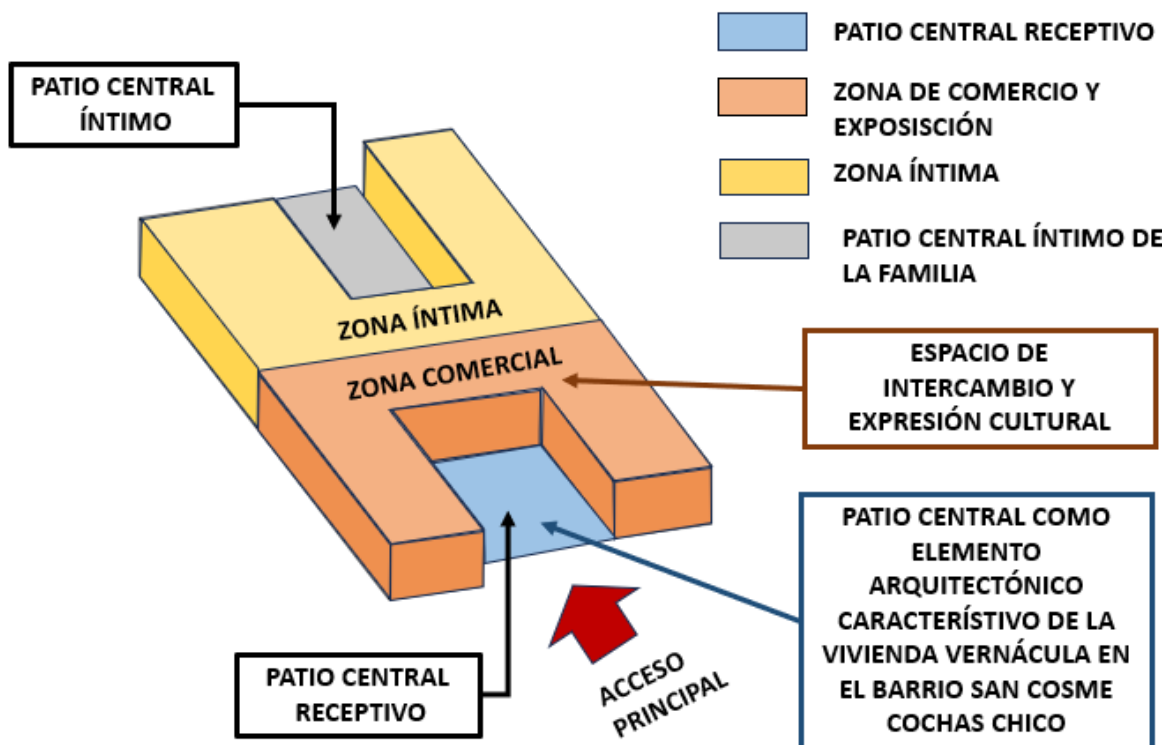 PATIO CENTRAL
ÍNTIMO
PATIO CENTRAL RECEPTIVO
ZONA DE COMERCIO Y
EXPOSISCIÓN
ZONA ÍNTIMA
PATIO CENTRAL ÍNTIMO DE
LA FAMILIA
ZONA ÍNTIMA
ZONA COMERCIAL
ESPACIO DE
INTERCAMBIO Y
EXPRESIÓN CULTURAL
PATIO CENTRAL COMO
ELEMENTO
ARQUITECTÓNICO
CARACTERÍSTIVO DE LA
VIVIENDA VERNÁCULA EN
EL BARRIO SAN COSME
COCHAS CHICO
PATIO CENTRAL
RECEPTIVO
ACCESO
PRINCIPAL